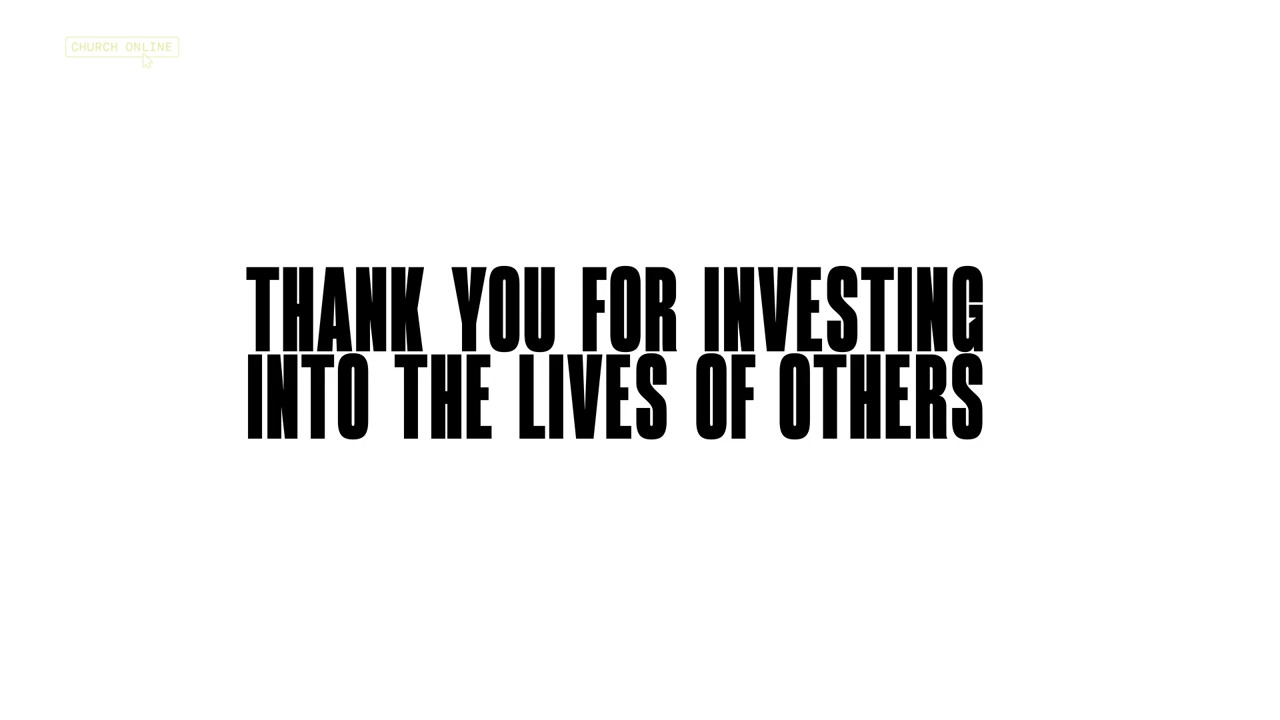 CHURCH ONLINE
THANK YOU FOR INVESTING
INTO THE LIVES OF OTHERS